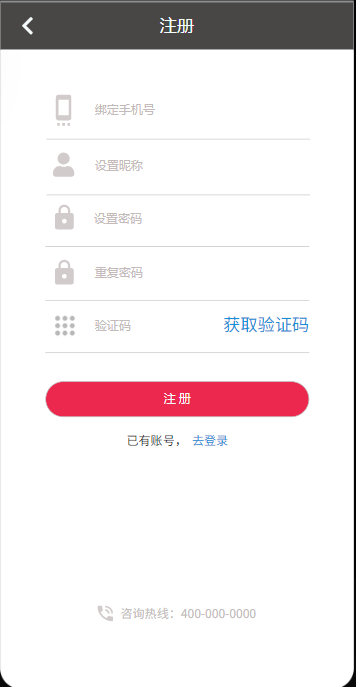 注册
绑定手机号
设置昵称
设置密码
重复密码
验证码 获取验证码
注册
已有账号， 去登录
咨询热线：400-000-0000